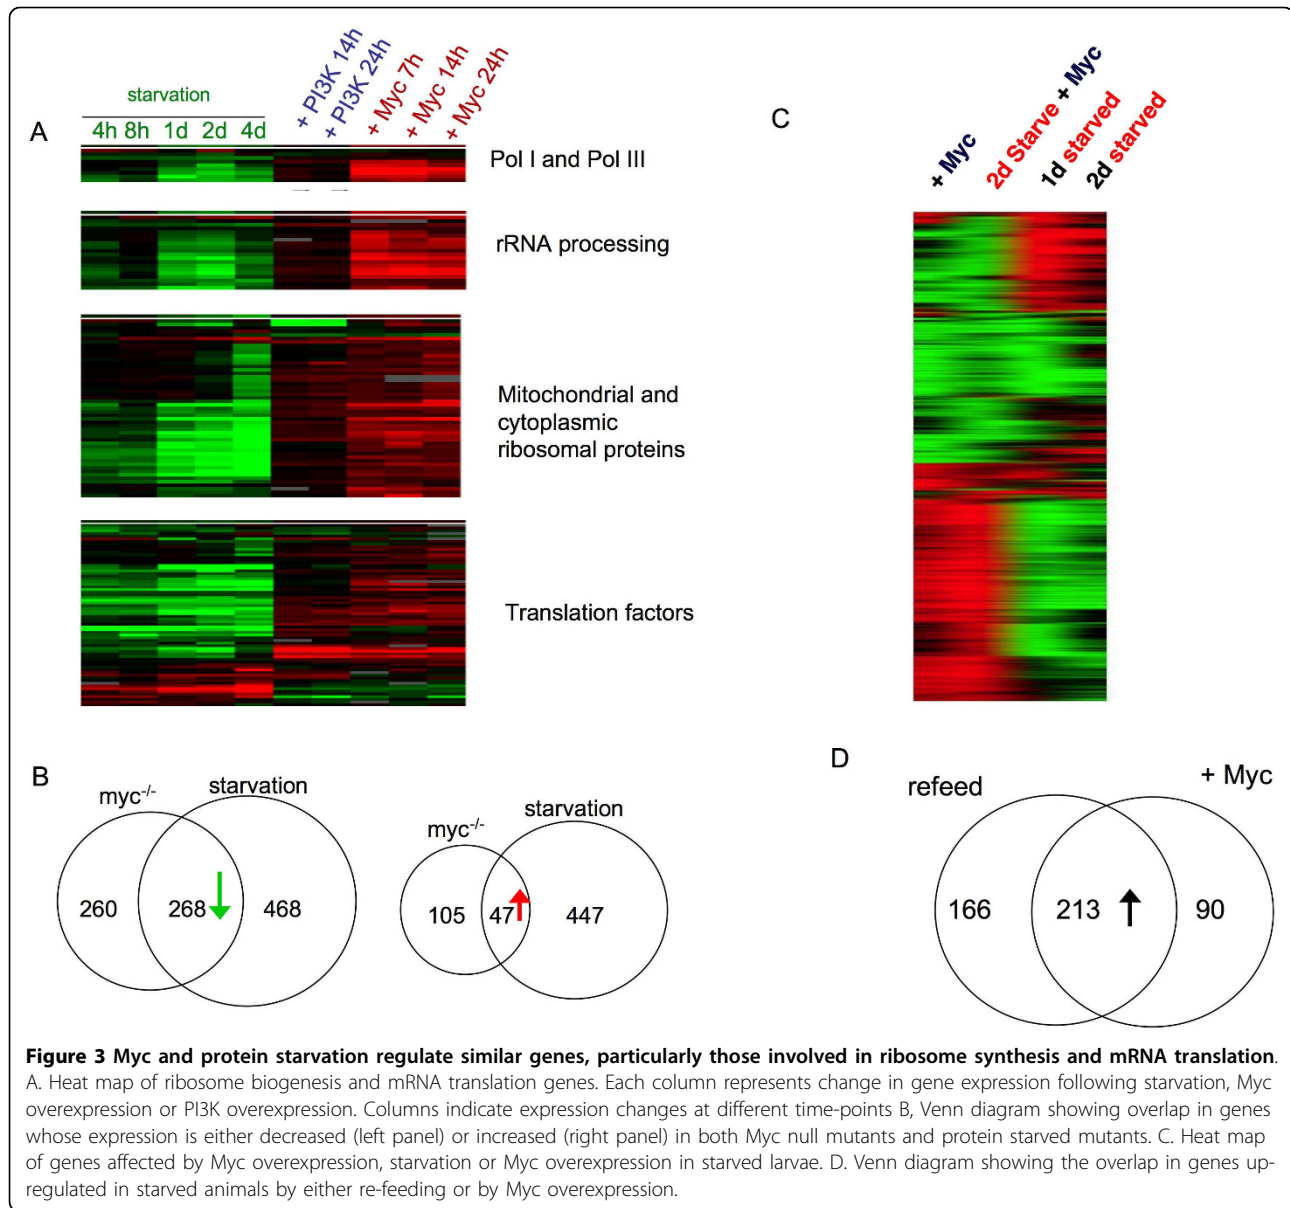 A
starvation
4h 8h 1d 2d 4d
+ PI3K 14h
+ PI3K 24h
+ Myc 7h
+ Myc 14h
+ Myc 24h
Pol I and Pol III
rRNA processing
Mitochondrial and
cytoplasmic
ribosomal proteins
Translation factors
C
+ Myc
2d Starve + Myc
1d starved
2d starved
B
myc-/-
starvation
260
268
468
myc-/-
starvation
105
47
447
D
refeed
+ Myc
166
213
90
Figure 3 Myc and protein starvation regulate similar genes, particularly those involved in ribosome synthesis and mRNA translation.
A. Heat map of ribosome biogenesis and mRNA translation genes. Each column represents change in gene expression following starvation, Myc
overexpression or PI3K overexpression. Columns indicate expression changes at different time-points B, Venn diagram showing overlap in genes
whose expression is either decreased (left panel) or increased (right panel) in both Myc null mutants and protein starved mutants. C. Heat map
of genes affected by Myc overexpression, starvation or Myc overexpression in starved larvae. D. Venn diagram showing the overlap in genes up-
regulated in starved animals by either re-feeding or by Myc overexpression.